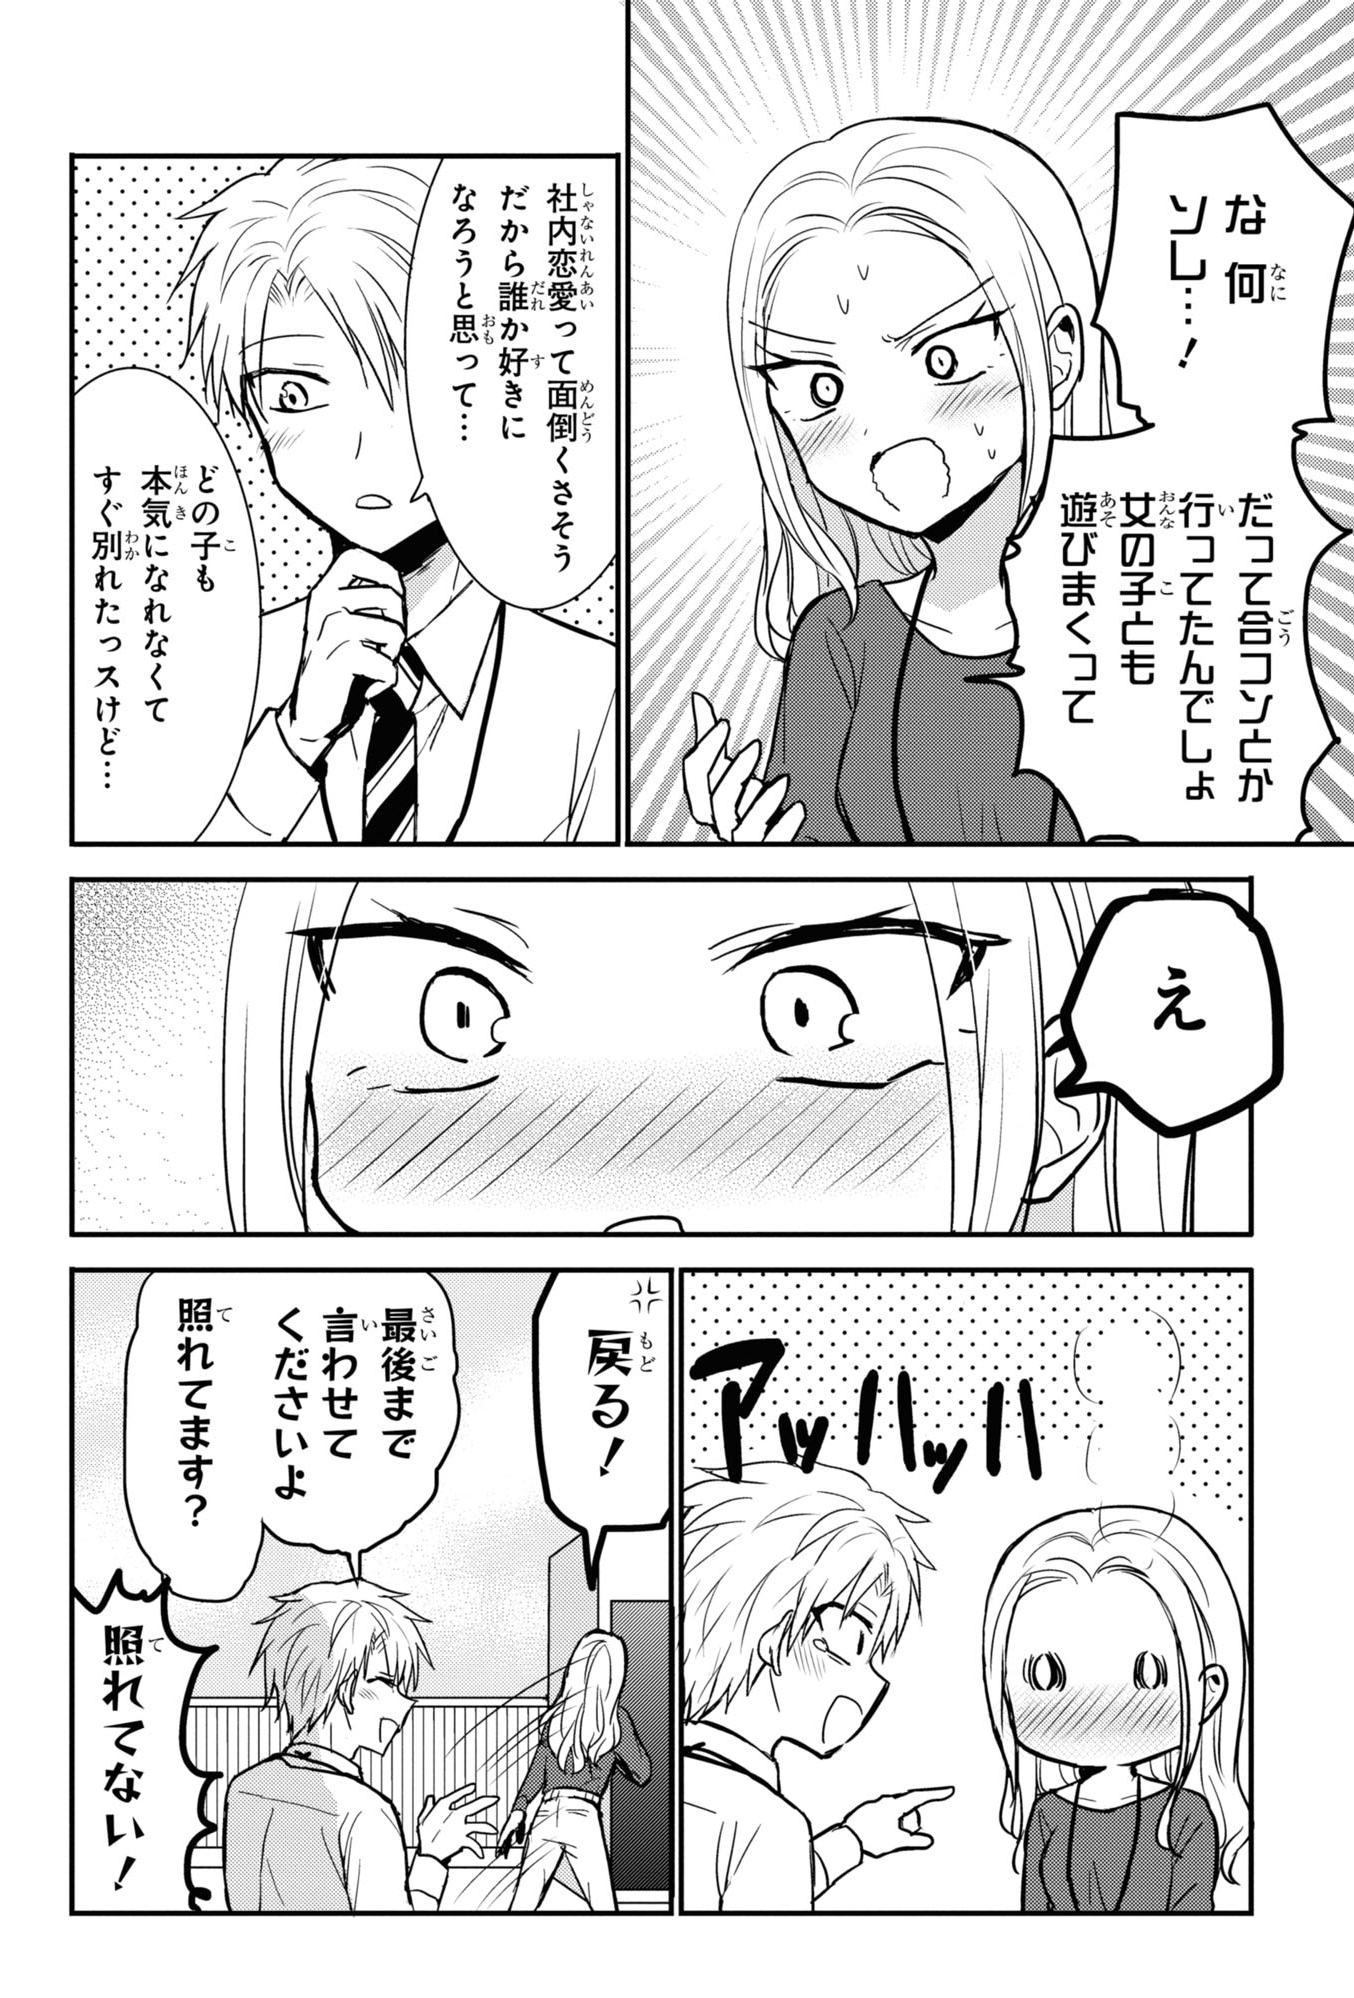 な何
ソレ…！
だって合コンとか
行ってたんでしょ
女の子とも
遊びまくって
社内恋愛って面倒くさそう
だから誰か好きに
なろうと思って…
どの子も
本気になれなくて
すぐ別れたっスけど…
え
アッハッハ
戻る！
最後まで
言わせて
くださいよ
照れてます？
照れてない！